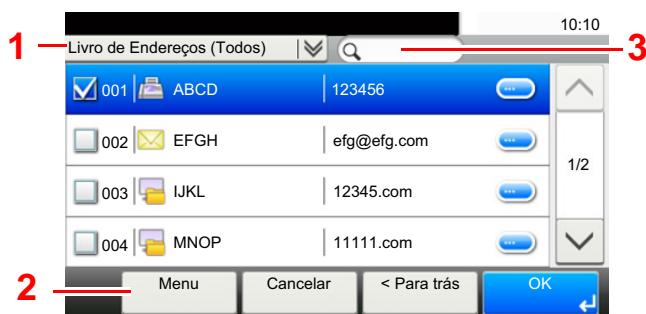 10:10
1 Livro de Endereços (Todos) 3
001 ABCD 123456
002 EFGH efg@efg.com
1/2
003 IJKL 12345.com
004 MNOP 11111.com
2 Menu Cancelar < Para trás OK